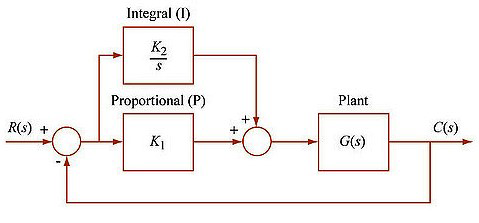 Integral (I)
K₂
s
Proportional (P)
Plant
R(s) + + + K₁ G(s) C(s)
-